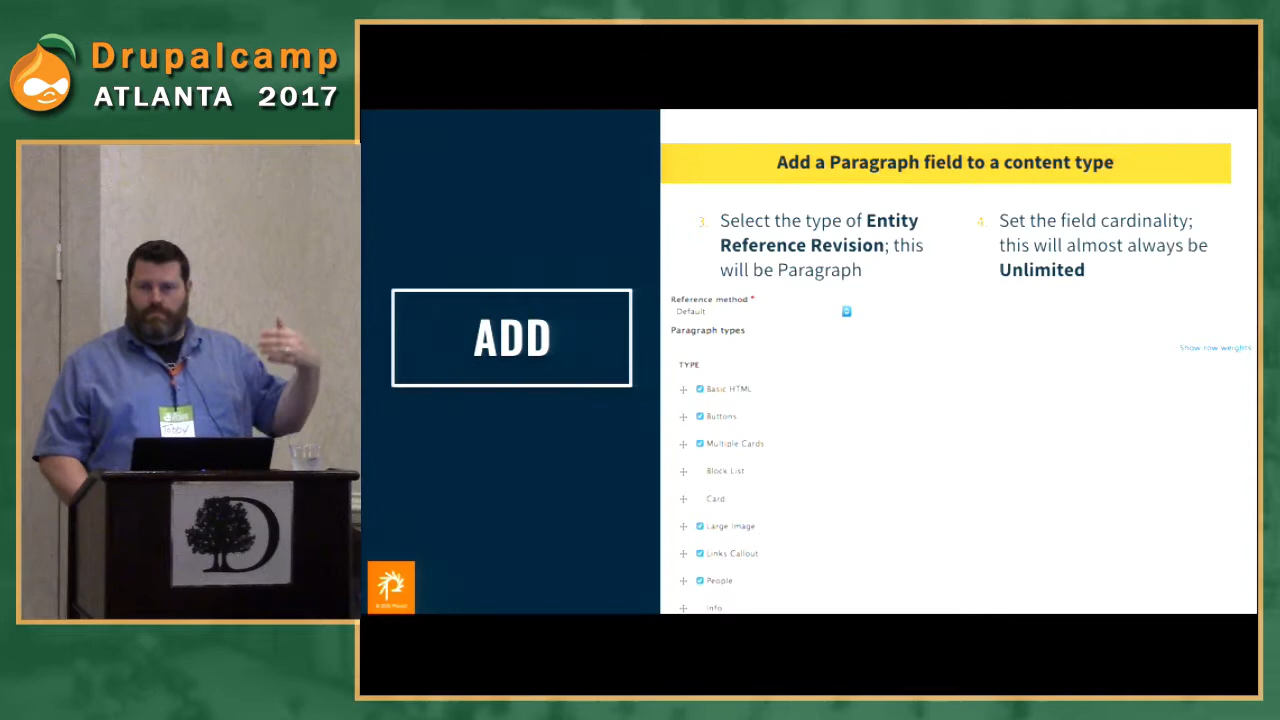 Drupalcamp
ATLANTA 2017
Add a Paragraph field to a content type
3. Select the type of Entity
Reference Revision; this
will be Paragraph
4. Set the field cardinality;
this will almost always be
Unlimited
ADD
Reference method *
Default
Paragraph types
Show row weights
TYPE
Basic HTML
Buttons
Multiple Cards
Block List
Card
Large Image
Links Callout
People
Info
TOBBY
D